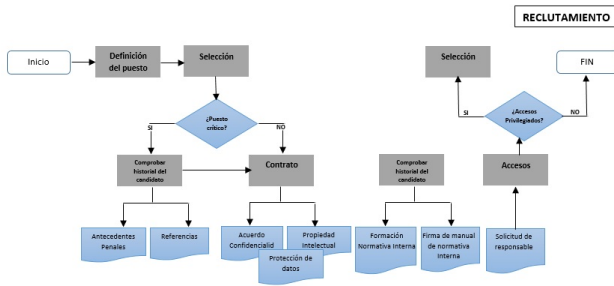 RECLUTAMIENTO
Inicio
Definición
del puesto
Selección
Selección
FIN
¿Puesto
crítico?
¿Accesos
Privilegiados?
SI
NO
SI
NO
Comprobar
historial del
candidato
Contrato
Comprobar
historial del
candidato
Accesos
Antecedentes
Penales
Referencias
Acuerdo
Confidencialid
Propiedad
Intelectual
Protección de
datos
Formación
Normativa Interna
Firma de manual
de normativa
Interna
Solicitud de
responsable